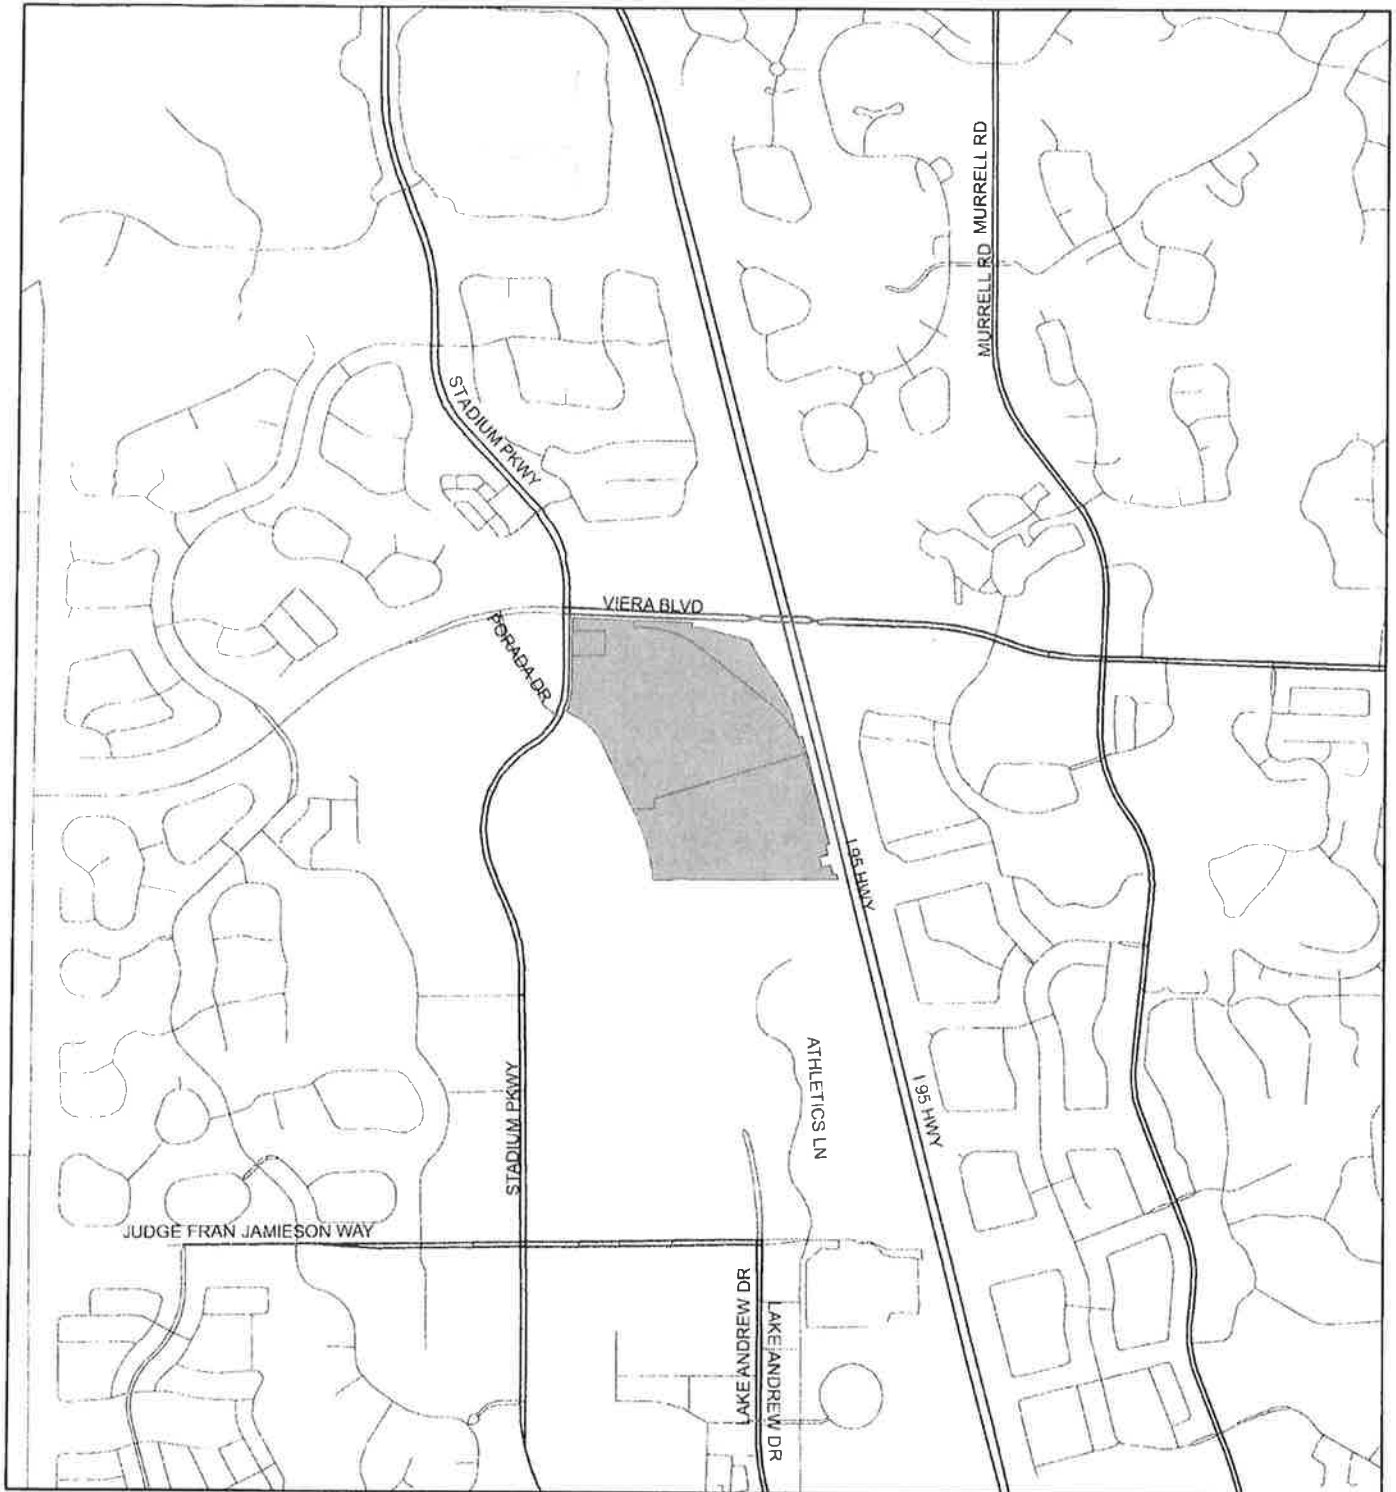 MURRELL RD
MURRELL RD
STADIUM PKWY
VIERA BLVD
PORADA DR
I 95 HWY
ATHLETICS LN
I 95 HWY
STADIUM PKWY
JUDGE FRAN JAMIESON WAY
LAKE ANDREW DR
LAKE ANDREW DR